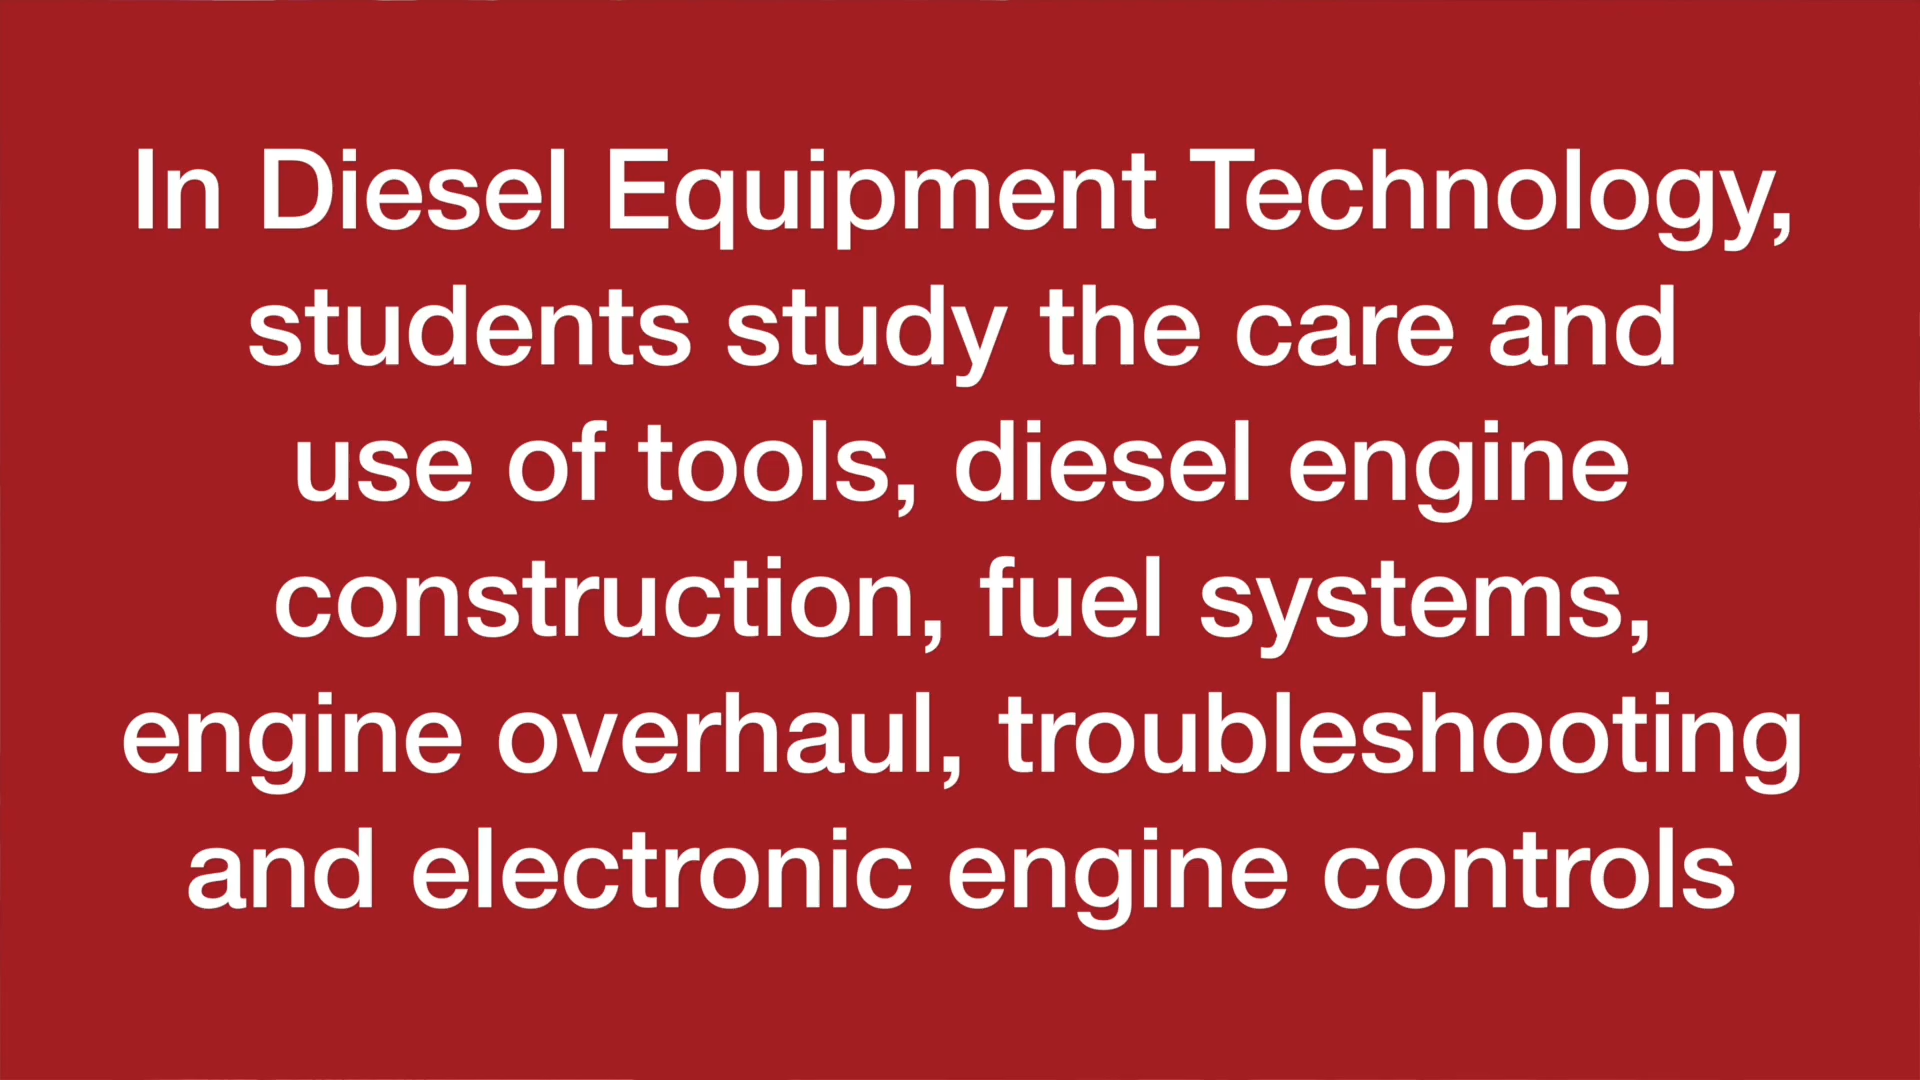 In Diesel Equipment Technology,
students study the care and
use of tools, diesel engine
construction, fuel systems,
engine overhaul, troubleshooting
and electronic engine controls